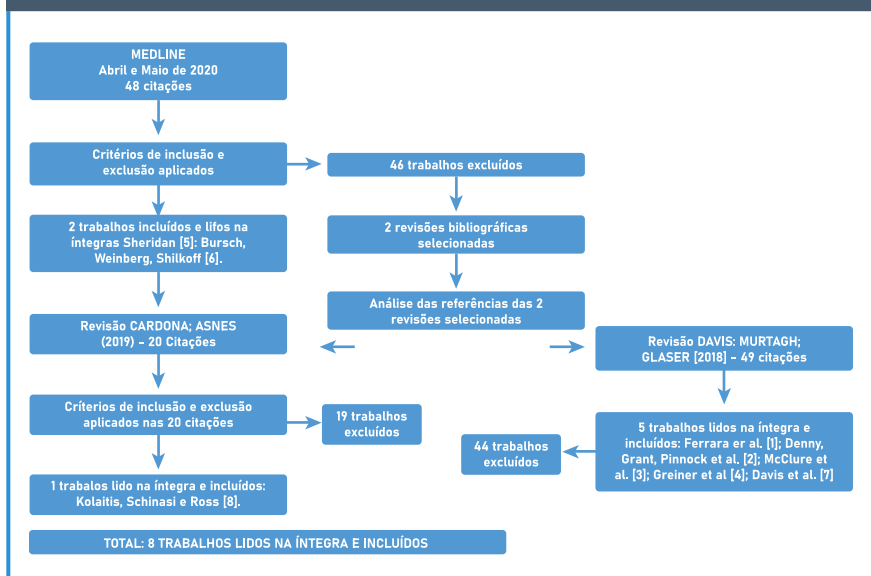 MEDLINE
Abril e Maio de 2020
48 citações
Critérios de inclusão e
exclusão aplicados
46 trabalhos excluídos
2 trabalhos incluídos e lifos na
íntegras Sheridan [5]: Bursch,
Weinberg, Shilkoff [6].
2 revisões bibliográficas
selecionadas
Análise das referências das 2
revisões selecionadas
Revisão CARDONA; ASNES
(2019) – 20 Citações
Revisão DAVIS: MURTAGH;
GLASER [2018] – 49 citações
Críterios de inclusão e exclusão
aplicados nas 20 citações
19 trabalhos
excluídos
44 trabalhos
excluídos
5 trabalhos lidos na íntegra e
incluídos: Ferrara er al. [1]; Denny,
Grant, Pinnock et al. [2]; McClure et
al. [3]; Greiner et al [4]; Davis et al. [7]
1 trabalos lido na íntegra e incluídos:
Kolaitis, Schinasi e Ross [8].
TOTAL: 8 TRABALHOS LIDOS NA ÍNTEGRA E INCLUÍDOS